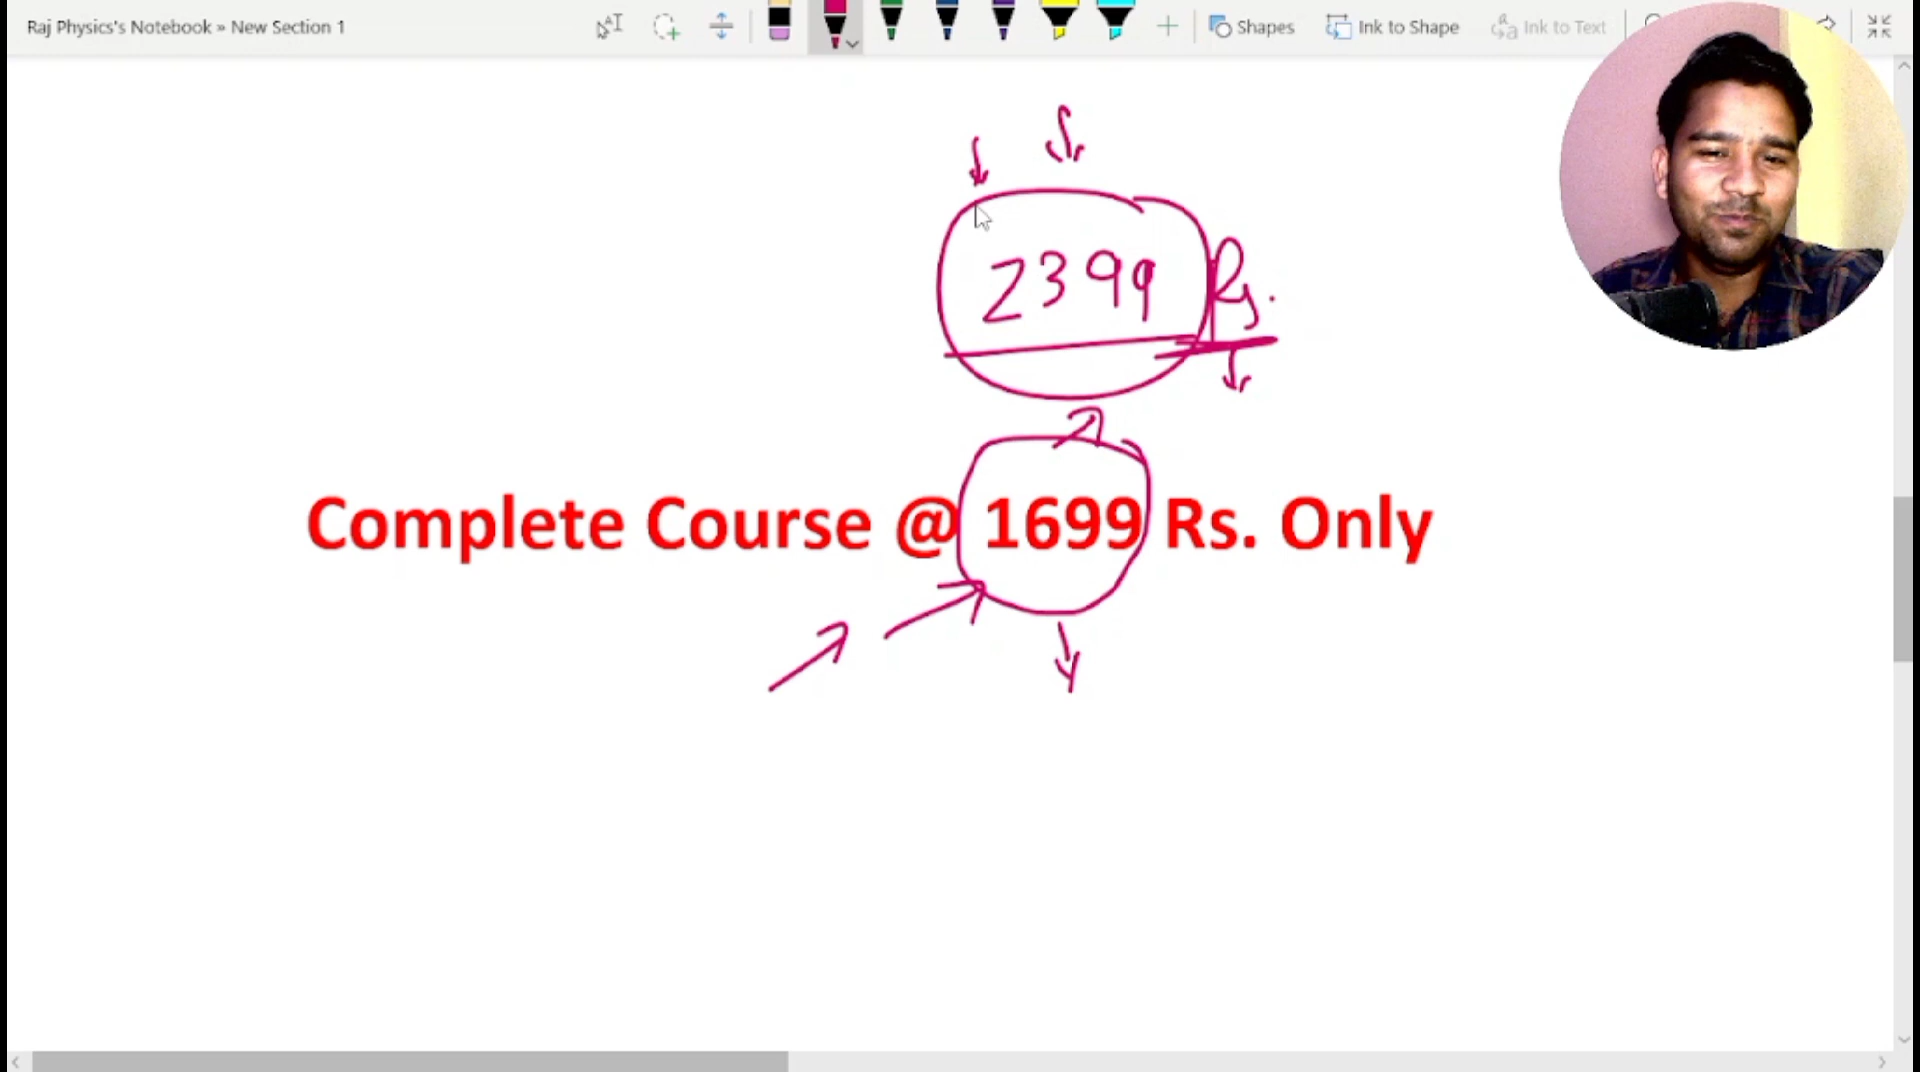 Raj Physics's Notebook » New Section 1
Shapes
Ink to Shape
Ink to Text
2399 Rs.
Complete Course @ 1699 Rs. Only